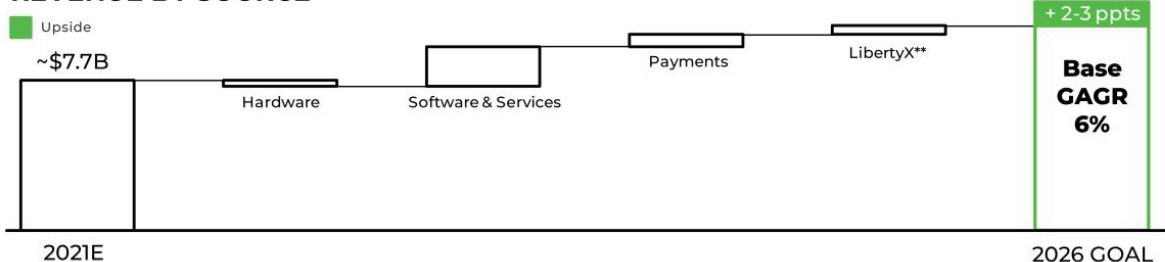 Upside
+ 2-3 ppts
~$7.7B
Hardware
Software & Services
Payments
LibertyX**
Base
GAGR
6%
2021E
2026 GOAL